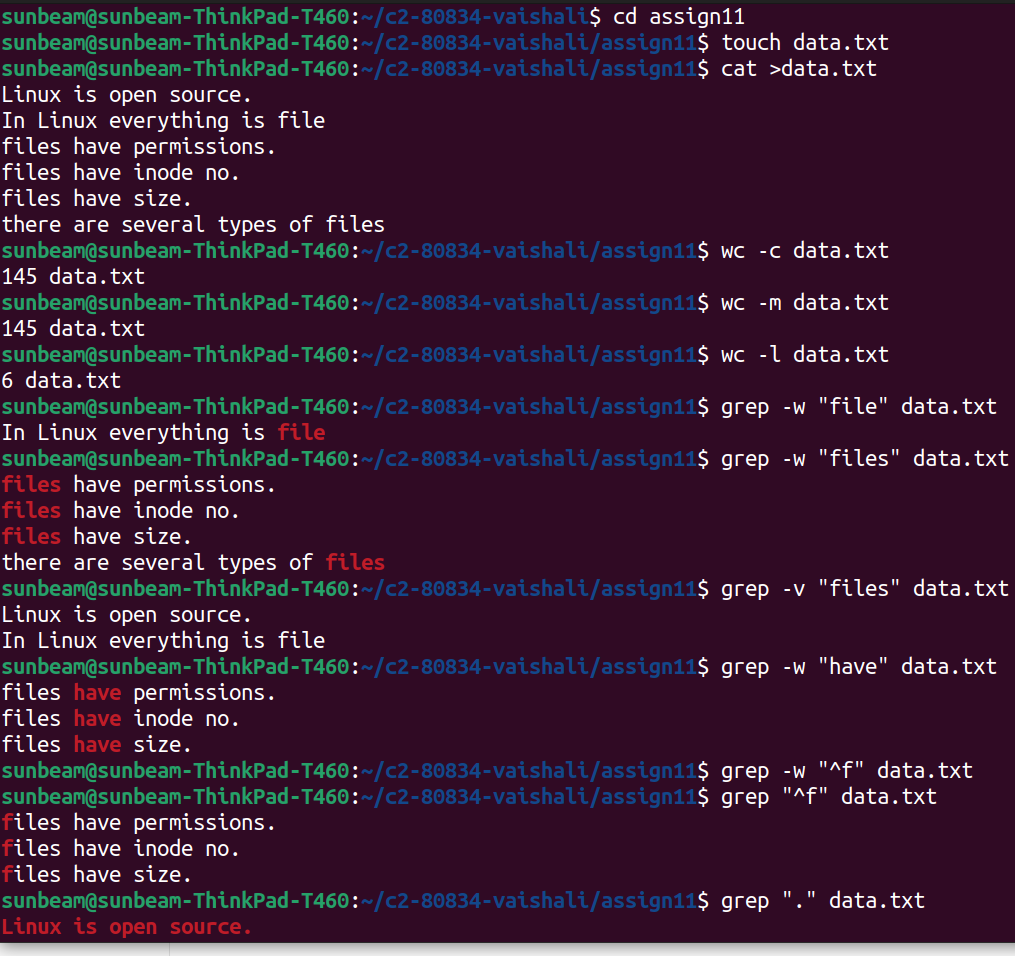 sunbeam@sunbeam-ThinkPad-T460:~/c2-80834-vaishali$ cd assign11
sunbeam@sunbeam-ThinkPad-T460:~/c2-80834-vaishali/assign11$ touch data.txt
sunbeam@sunbeam-ThinkPad-T460:~/c2-80834-vaishali/assign11$ cat >data.txt
Linux is open source.
In Linux everything is file
files have permissions.
files have inode no.
files have size.
there are several types of files
sunbeam@sunbeam-ThinkPad-T460:~/c2-80834-vaishali/assign11$ wc -c data.txt
145 data.txt
sunbeam@sunbeam-ThinkPad-T460:~/c2-80834-vaishali/assign11$ wc -m data.txt
145 data.txt
sunbeam@sunbeam-ThinkPad-T460:~/c2-80834-vaishali/assign11$ wc -l data.txt
6 data.txt
sunbeam@sunbeam-ThinkPad-T460:~/c2-80834-vaishali/assign11$ grep -w "file" data.txt
In Linux everything is file
sunbeam@sunbeam-ThinkPad-T460:~/c2-80834-vaishali/assign11$ grep -w "files" data.txt
files have permissions.
files have inode no.
files have size.
there are several types of files
sunbeam@sunbeam-ThinkPad-T460:~/c2-80834-vaishali/assign11$ grep -v "files" data.txt
Linux is open source.
In Linux everything is file
sunbeam@sunbeam-ThinkPad-T460:~/c2-80834-vaishali/assign11$ grep -w "have" data.txt
files have permissions.
files have inode no.
files have size.
sunbeam@sunbeam-ThinkPad-T460:~/c2-80834-vaishali/assign11$ grep -w "^f" data.txt
sunbeam@sunbeam-ThinkPad-T460:~/c2-80834-vaishali/assign11$ grep "^f" data.txt
files have permissions.
files have inode no.
files have size.
sunbeam@sunbeam-ThinkPad-T460:~/c2-80834-vaishali/assign11$ grep "." data.txt
Linux is open source.